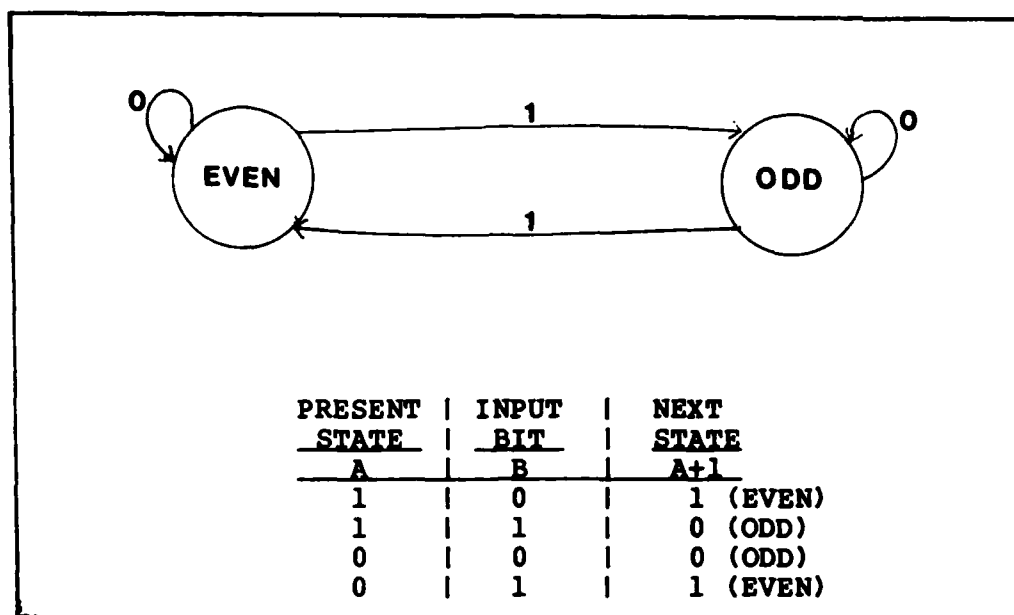 0
1
0
EVEN
ODD
1
PRESENT | INPUT | NEXT
STATE | BIT | STATE
A | B | A+1
1 | 0 | 1 (EVEN)
1 | 1 | 0 (ODD)
0 | 0 | 0 (ODD)
0 | 1 | 1 (EVEN)